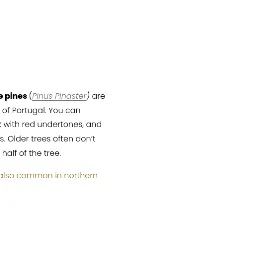 e pines (Pinus Pinaster) are
of Portugal. You can
with red undertones, and
s. Older trees often don't
half of the tree.
also common in northern